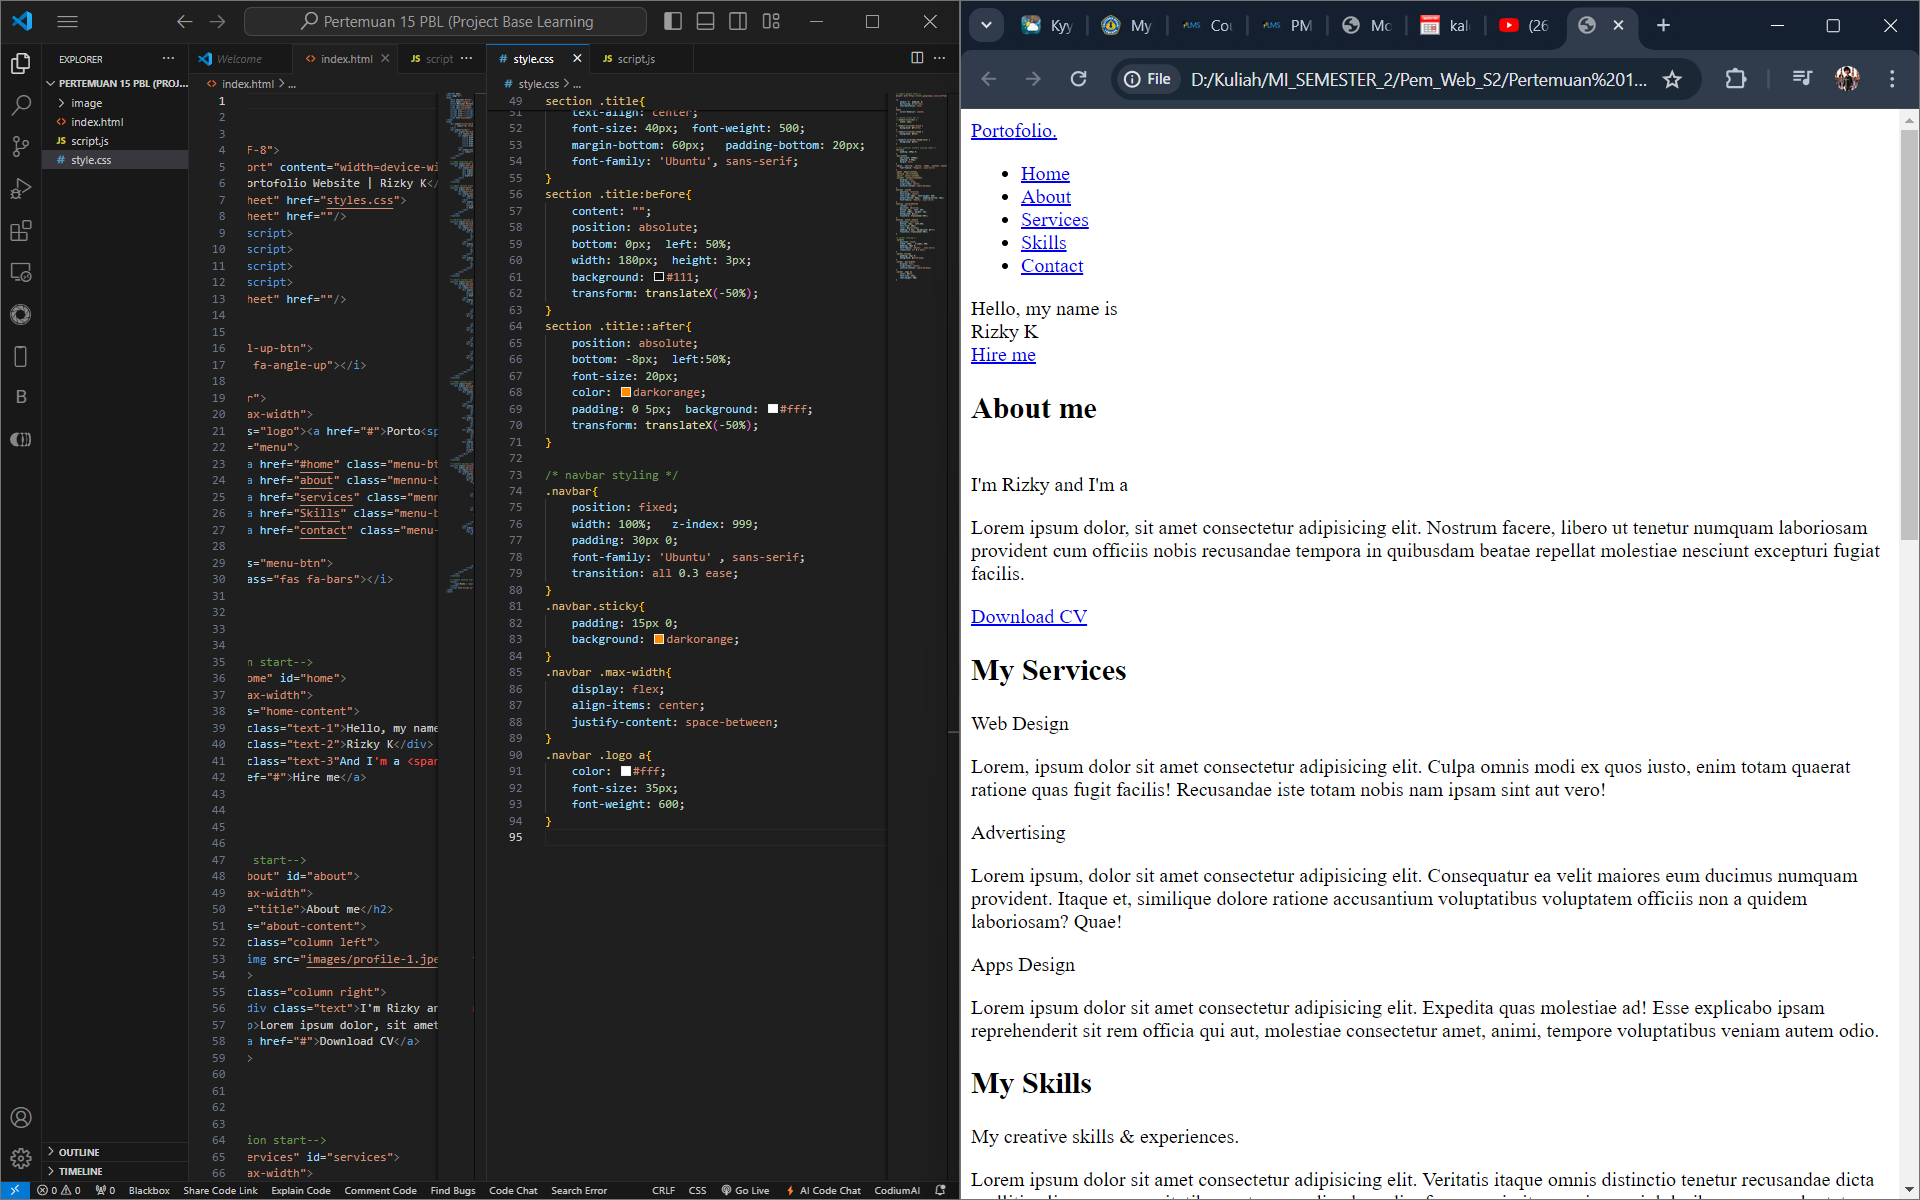 Pertemuan 15 PBL (Project Base Learning
EXPLORER
PERTEMUAN 15 PBL (PROJ...
image
index.html
script.js
style.css
OUTLINE
TIMELINE
Welcome
index.html
script
index.html > ...
1
2
3
4 F-8">
5 ort" content="width=device-wi
6 ortofolio Website | Rizky K</
7 heet" href="styles.css">
8 heet" href=""/>
9 script>
10 script>
11 script>
12 script>
13 heet" href=""/>
14
15
16 l-up-btn">
17 fa-angle-up"></i>
18
19 r">
20 ax-width">
21 s="logo"><a href="#">Porto<sp
22 ="menu">
23 a href="#home" class="menu-bt
24 a href="about" class="mennu-b
25 a href="services" class="menr
26 a href="Skills" class="menu-b
27 a href="contact" class="menu-
28
29 s="menu-btn">
30 ass="fas fa-bars"></i>
31
32
33
34
35 n start-->
36 ome" id="home">
37 ax-width">
38 s="home-content">
39 class="text-1">Hello, my name
40 class="text-2">Rizky K</div>
41 class="text-3"And I'm a <span
42 ef="#">Hire me</a>
43
44
45
46
47 start-->
48 bout" id="about">
49 ax-width">
50 ="title">About me</h2>
51 s="about-content">
52 class="column left">
53 img src="images/profile-1.jpe
54 >
55 class="column right">
56 div class="text">I'm Rizky an
57 p>Lorem ipsum dolor, sit amet
58 a href="#">Download CV</a>
59 >
60
61
62
63
64 ion start-->
65 ervices" id="services">
66 ax-width">
style.css
script.js
style.css > ...
49 section .title{
51 text-align: center;
52 font-size: 40px; font-weight: 500;
53 margin-bottom: 60px; padding-bottom: 20px;
54 font-family: 'Ubuntu', sans-serif;
55 }
56 section .title:before{
57 content: "";
58 position: absolute;
59 bottom: 0px; left: 50%;
60 width: 180px; height: 3px;
61 background: #111;
62 transform: translateX(-50%);
63 }
64 section .title::after{
65 position: absolute;
66 bottom: -8px; left:50%;
67 font-size: 20px;
68 color: darkorange;
69 padding: 0 5px; background: #fff;
70 transform: translateX(-50%);
71 }
72
73 /* navbar styling */
74 .navbar{
75 position: fixed;
76 width: 100%; z-index: 999;
77 padding: 30px 0;
78 font-family: 'Ubuntu' , sans-serif;
79 transition: all 0.3 ease;
80 }
81 .navbar.sticky{
82 padding: 15px 0;
83 background: darkorange;
84 }
85 .navbar .max-width{
86 display: flex;
87 align-items: center;
88 justify-content: space-between;
89 }
90 .navbar .logo a{
91 color: #fff;
92 font-size: 35px;
93 font-weight: 600;
94 }
95
0 0 0 Blackbox Share Code Link Explain Code Comment Code Find Bugs Code Chat Search Error CRLF CSS Go Live AI Code Chat CodiumAI
Kyy My Cou PM Mo kal (26
File D:/Kuliah/MI_SEMESTER_2/Pem_Web_S2/Pertemuan%201...
Portofolio.
• Home
• About
• Services
• Skills
• Contact
Hello, my name is
Rizky K
Hire me
About me
I'm Rizky and I'm a
Lorem ipsum dolor, sit amet consectetur adipisicing elit. Nostrum facere, libero ut tenetur numquam laboriosam
provident cum officiis nobis recusandae tempora in quibusdam beatae repellat molestiae nesciunt excepturi fugiat
facilis.
Download CV
My Services
Web Design
Lorem, ipsum dolor sit amet consectetur adipisicing elit. Culpa omnis modi ex quos iusto, enim totam quaerat
ratione quas fugit facilis! Recusandae iste totam nobis nam ipsam sint aut vero!
Advertising
Lorem ipsum, dolor sit amet consectetur adipisicing elit. Consequatur ea velit maiores eum ducimus numquam
provident. Itaque et, similique dolore ratione accusantium voluptatibus voluptatem officiis non a quidem
laboriosam? Quae!
Apps Design
Lorem ipsum dolor sit amet consectetur adipisicing elit. Expedita quas molestiae ad! Esse explicabo ipsam
reprehenderit sit rem officia qui aut, molestiae consectetur amet, animi, tempore voluptatibus veniam autem odio.
My Skills
My creative skills & experiences.
Lorem ipsum dolor sit amet consectetur adipisicing elit. Veritatis itaque omnis distinctio tenetur recusandae dicta